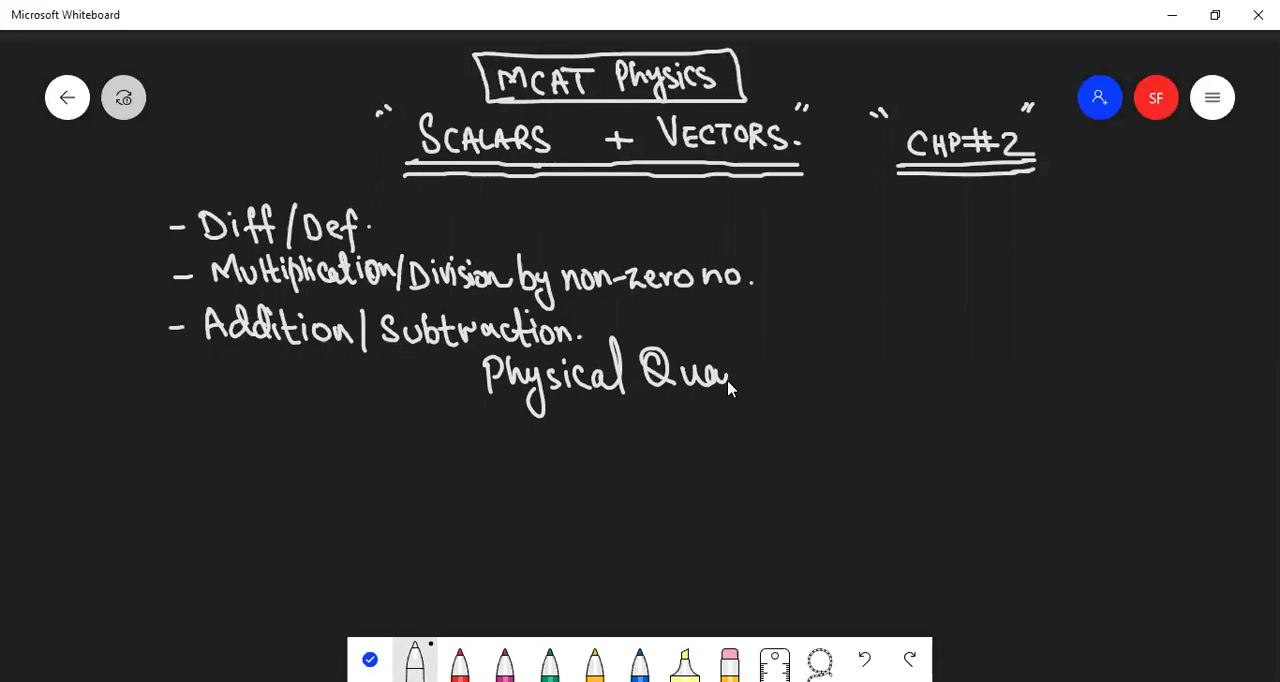 Microsoft Whiteboard
MCAT Physics
"SCALARS + VECTORS." "CHP#2"
SF
- Diff/Def.
- Multiplication/Division by non-zero no.
- Addition/Subtraction.
Physical Qua